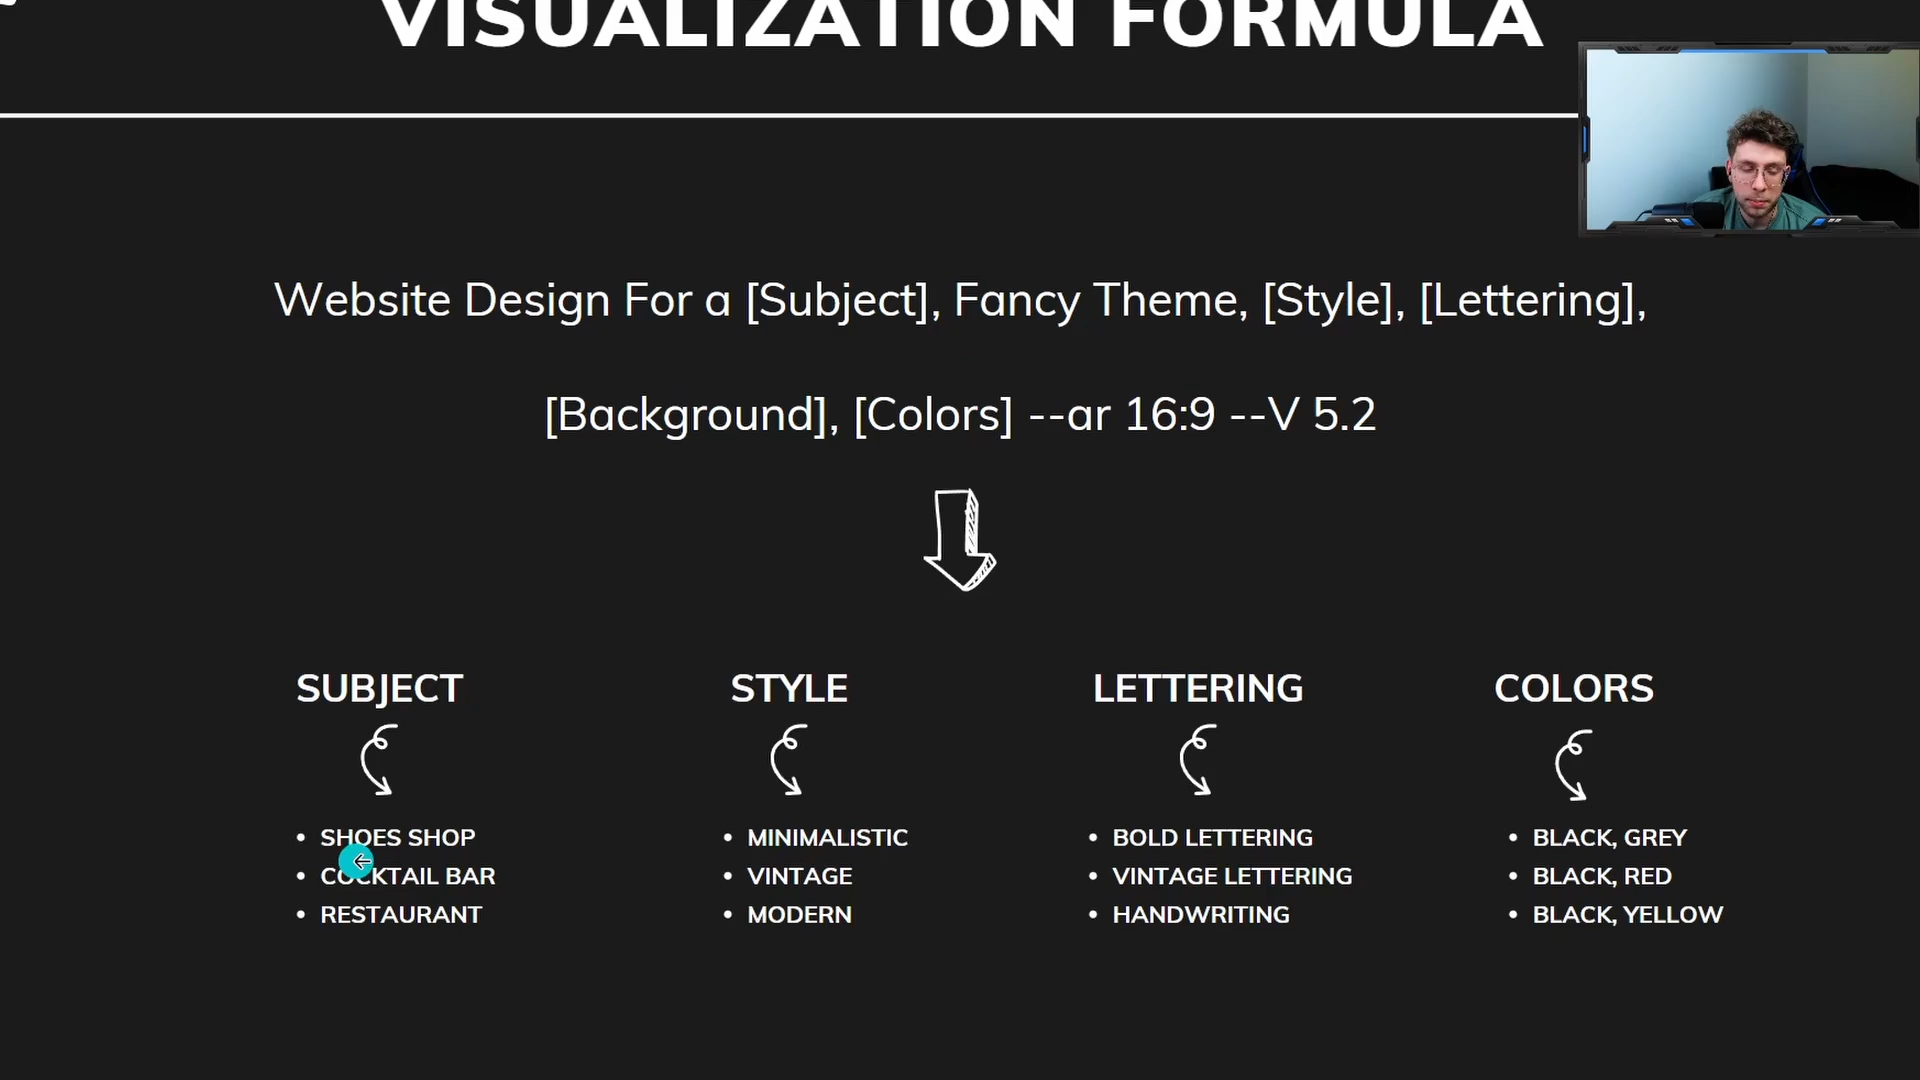 VISUALIZATION FORMULA
Website Design For a [Subject], Fancy Theme, [Style], [Lettering],
[Background], [Colors] --ar 16:9 --V 5.2
SUBJECT
• SHOES SHOP
• COCKTAIL BAR
• RESTAURANT
STYLE
• MINIMALISTIC
• VINTAGE
• MODERN
LETTERING
• BOLD LETTERING
• VINTAGE LETTERING
• HANDWRITING
COLORS
• BLACK, GREY
• BLACK, RED
• BLACK, YELLOW